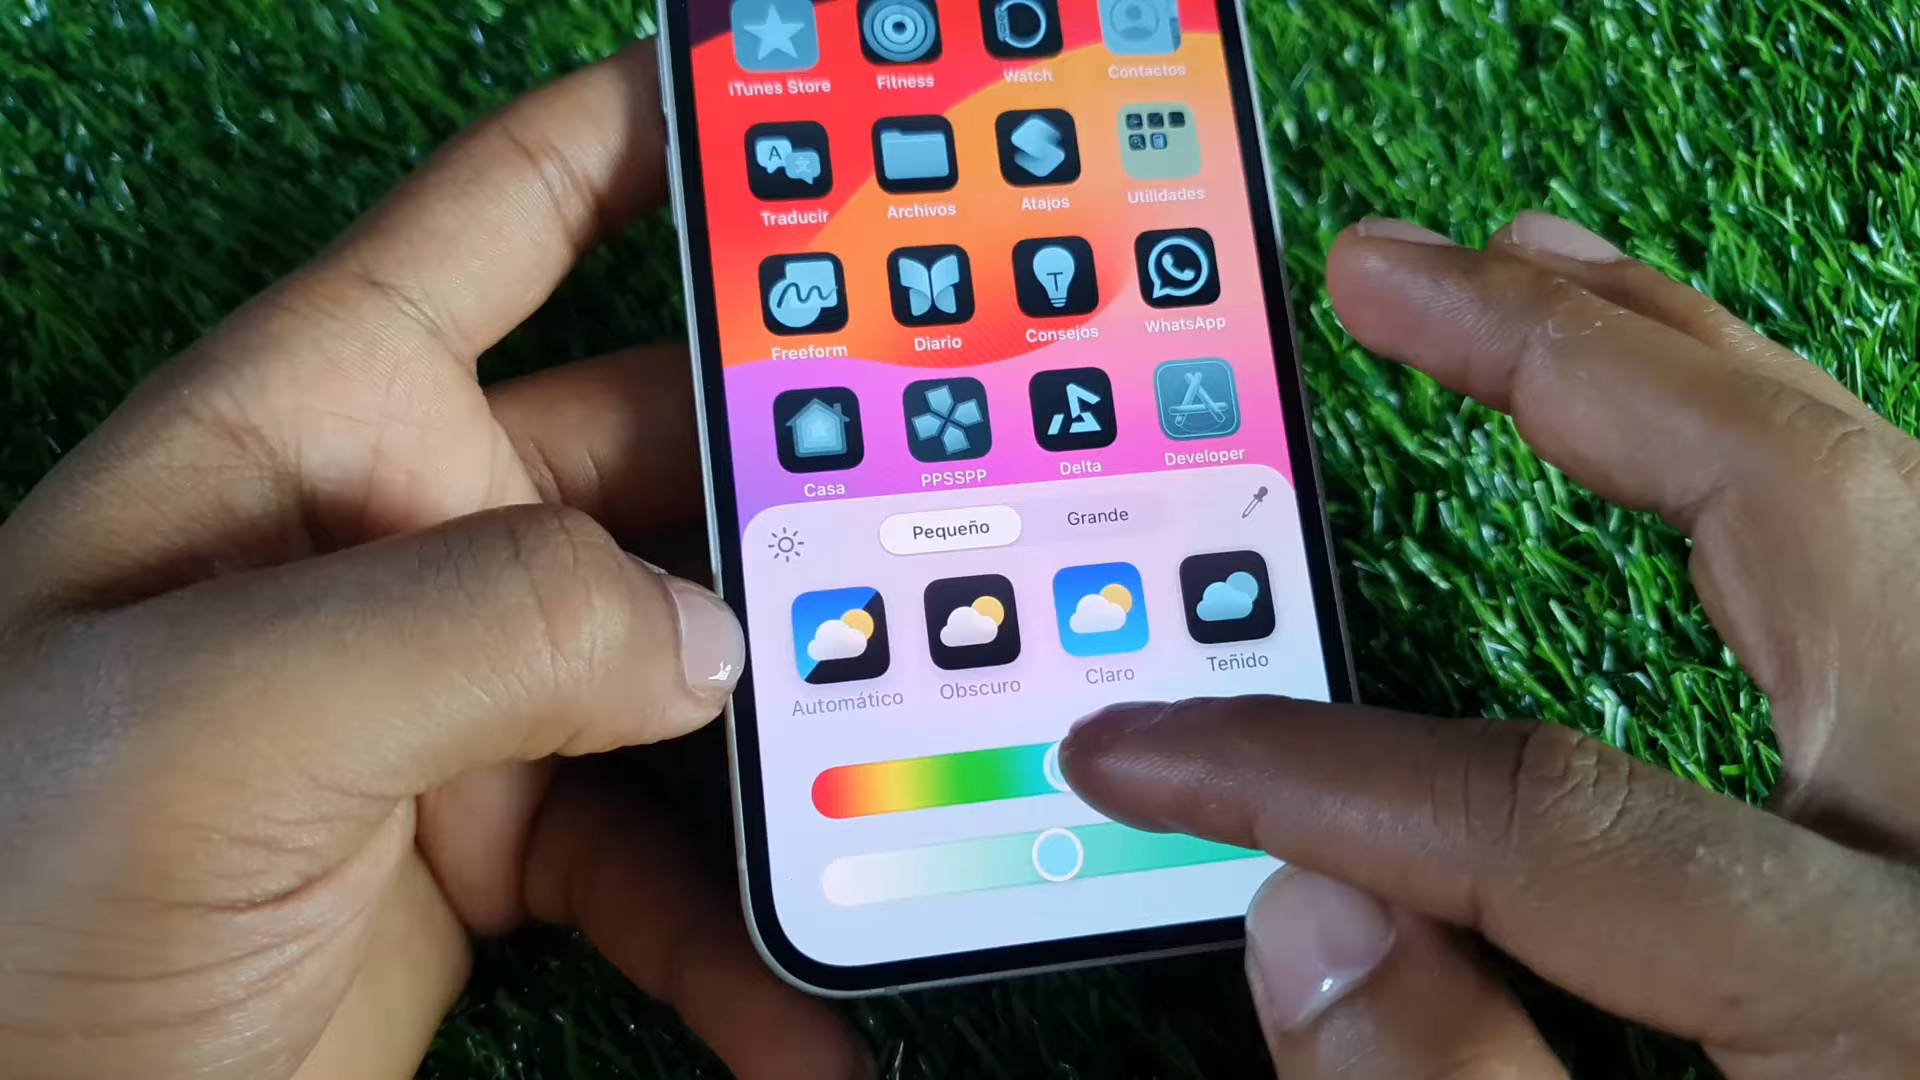 iTunes Store
Fitness
Watch
Contactos
A
文
Traducir
Archivos
Atajos
Utilidades
Freeform
Diario
Consejos
WhatsApp
Casa
PPSSPP
Delta
Developer
Pequeño
Grande
Automático
Obscuro
Claro
Teñido